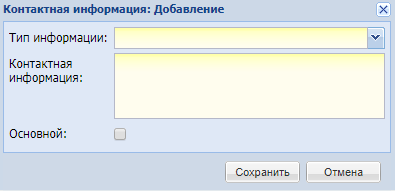 Контактная информация: Добавление
Тип информации:
Контактная
информация:
Основной:
Сохранить Отмена